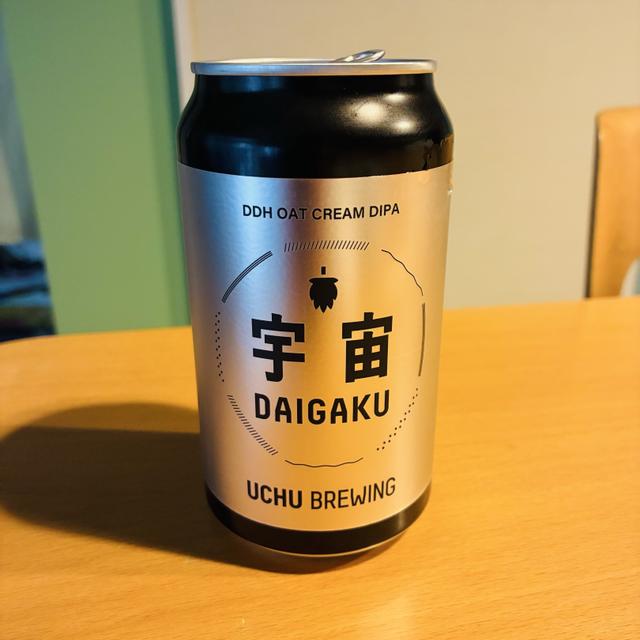 DDH OAT CREAM DIPA
宇宙
DAIGAKU
UCHU BREWING